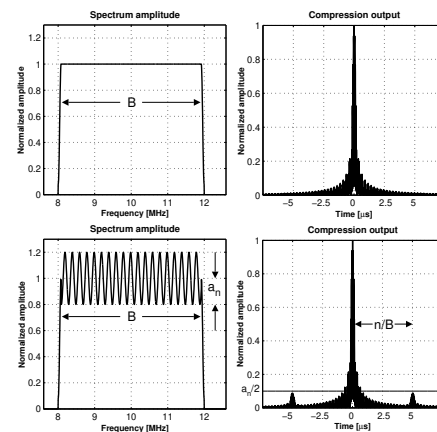 Spectrum amplitude
Normalized amplitude
1.2
1
0.8
0.6
0.4
0.2
0
B
8 9 10 11 12
Frequency [MHz]
Compression output
Normalized amplitude
1
0.8
0.6
0.4
0.2
0
−5 −2.5 0 2.5 5
Time [μs]
Spectrum amplitude
Normalized amplitude
1.2
1
0.8
0.6
0.4
0.2
0
a_n
B
8 9 10 11 12
Frequency [MHz]
Compression output
Normalized amplitude
1
0.8
0.6
0.4
0.2
a_n/2
0
n/B
−5 −2.5 0 2.5 5
Time [μs]